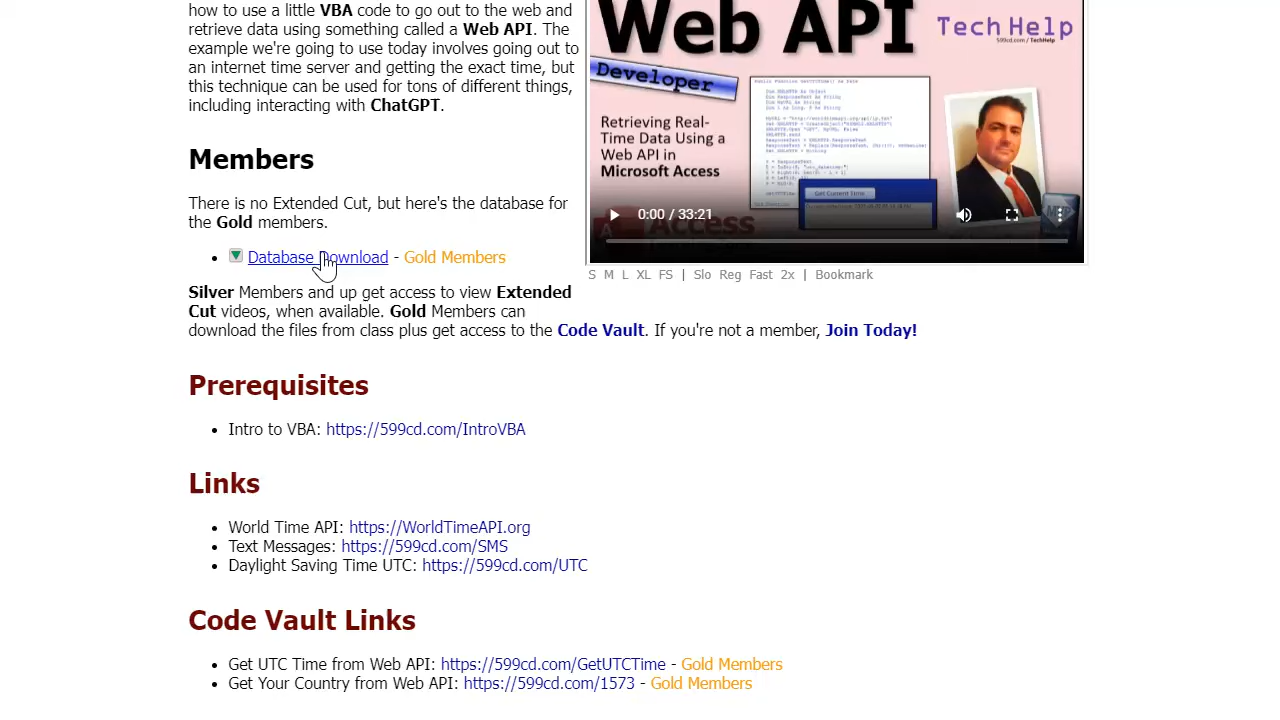 how to use a little VBA code to go out to the web and
retrieve data using something called a Web API. The
example we're going to use today involves going out to
an internet time server and getting the exact time, but
this technique can be used for tons of different things,
including interacting with ChatGPT.
Web API
TechHelp
599cd.com/TechHelp
Developer
Retrieving Real-
Time Data Using a
Web API in
Microsoft Access
Get Current Time
Access
0:00 / 33:21
S M L XL FS | Slo Reg Fast 2x | Bookmark
Members
There is no Extended Cut, but here's the database for
the Gold members.
• Database Download - Gold Members
Silver Members and up get access to view Extended
Cut videos, when available. Gold Members can
download the files from class plus get access to the Code Vault. If you're not a member, Join Today!
Prerequisites
• Intro to VBA: https://599cd.com/IntroVBA
Links
• World Time API: https://WorldTimeAPI.org
• Text Messages: https://599cd.com/SMS
• Daylight Saving Time UTC: https://599cd.com/UTC
Code Vault Links
• Get UTC Time from Web API: https://599cd.com/GetUTCTime - Gold Members
• Get Your Country from Web API: https://599cd.com/1573 - Gold Members